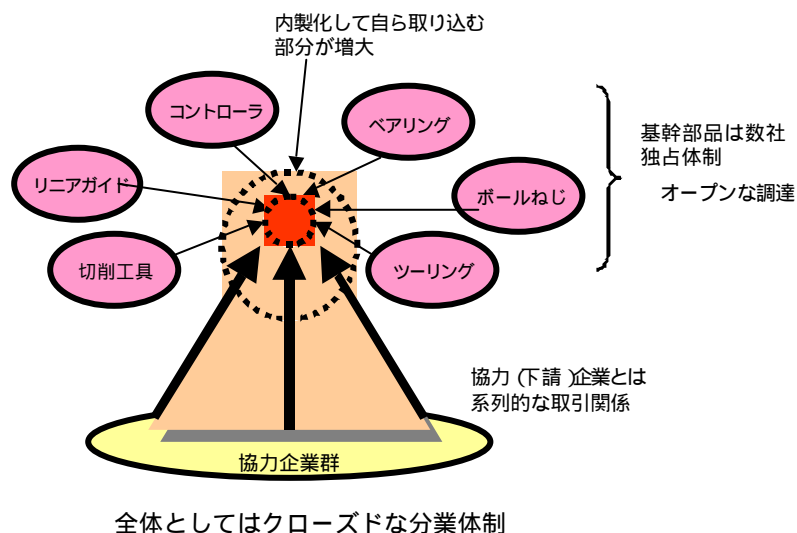 内製化して自ら取り込む
部分が増大
コントローラ
ベアリング
リニアガイド
ボールねじ
切削工具
ツーリング
基幹部品は数社
独占体制
オープンな調達
協力(下請)企業とは
系列的な取引関係
協力企業群
全体としてはクローズドな分業体制